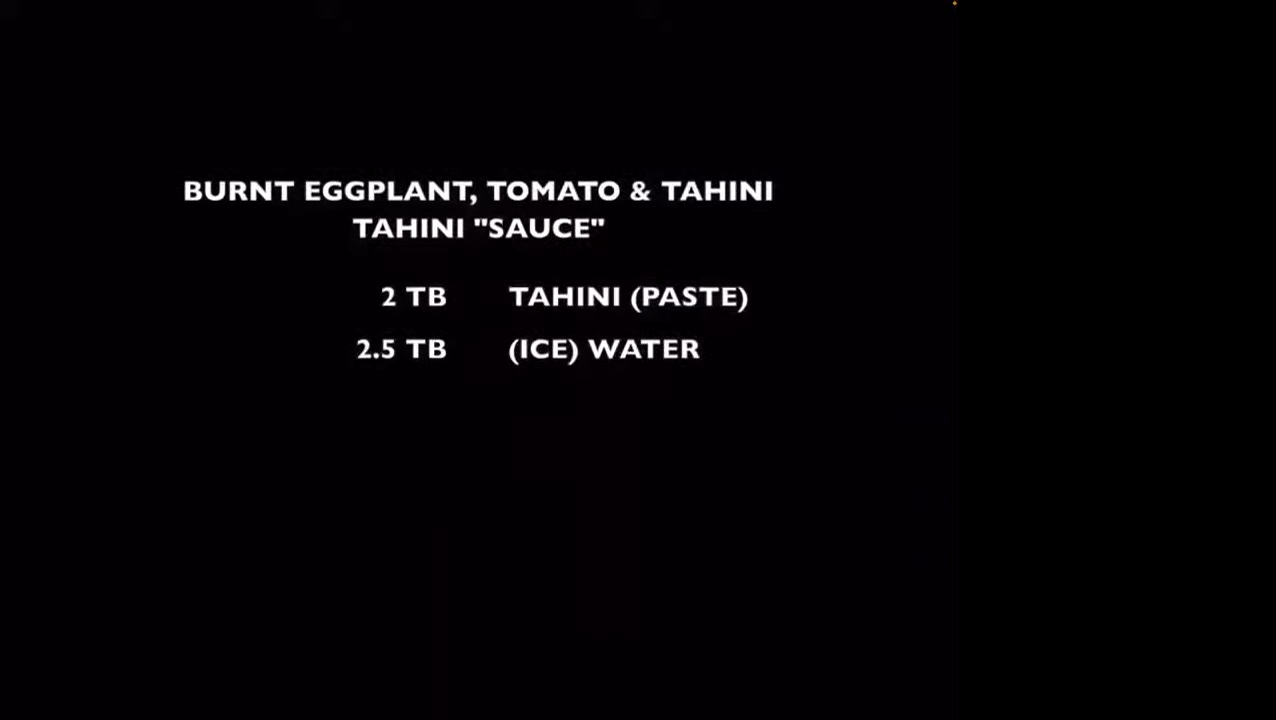 BURNT EGGPLANT, TOMATO & TAHINI
TAHINI "SAUCE"
2 TB TAHINI (PASTE)
2.5 TB (ICE) WATER